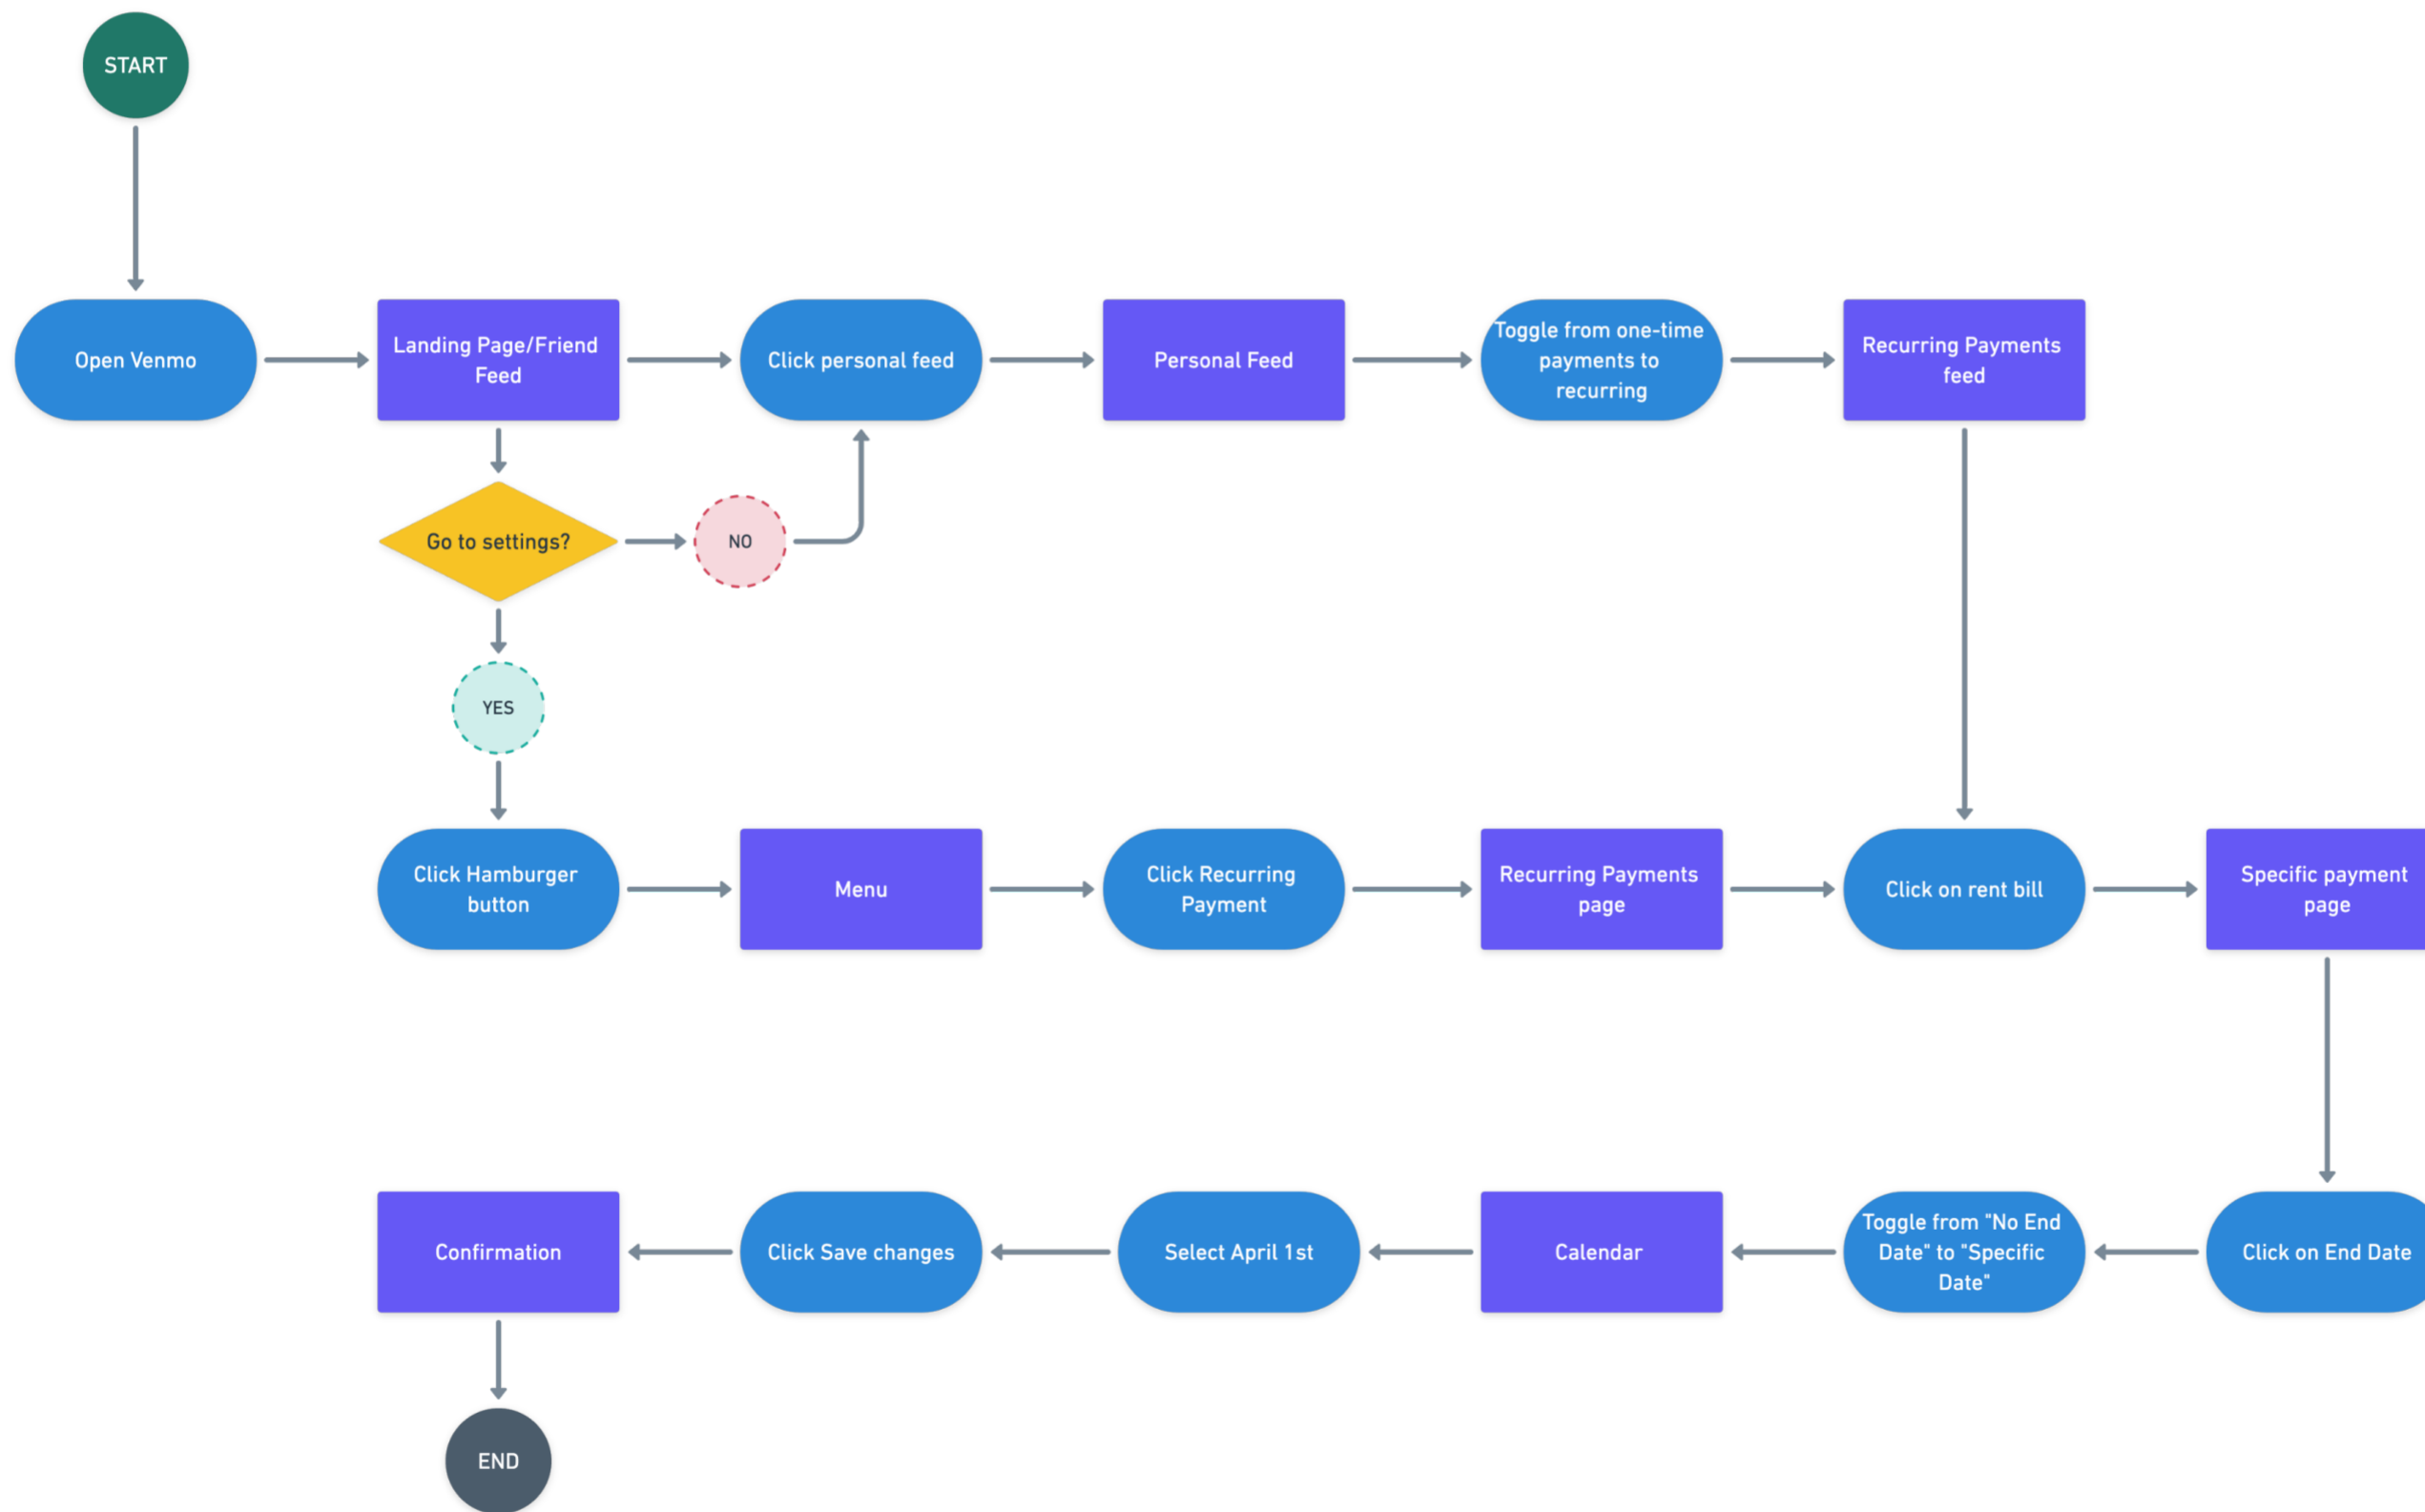 START
Open Venmo
Landing Page/Friend
Feed
Click personal feed
Personal Feed
Toggle from one-time
payments to
recurring
Recurring Payments
feed
Go to settings?
NO
YES
Click Hamburger
button
Menu
Click Recurring
Payment
Recurring Payments
page
Click on rent bill
Specific payment
page
Click on End Date
Toggle from "No End
Date" to "Specific
Date"
Calendar
Select April 1st
Click Save changes
Confirmation
END